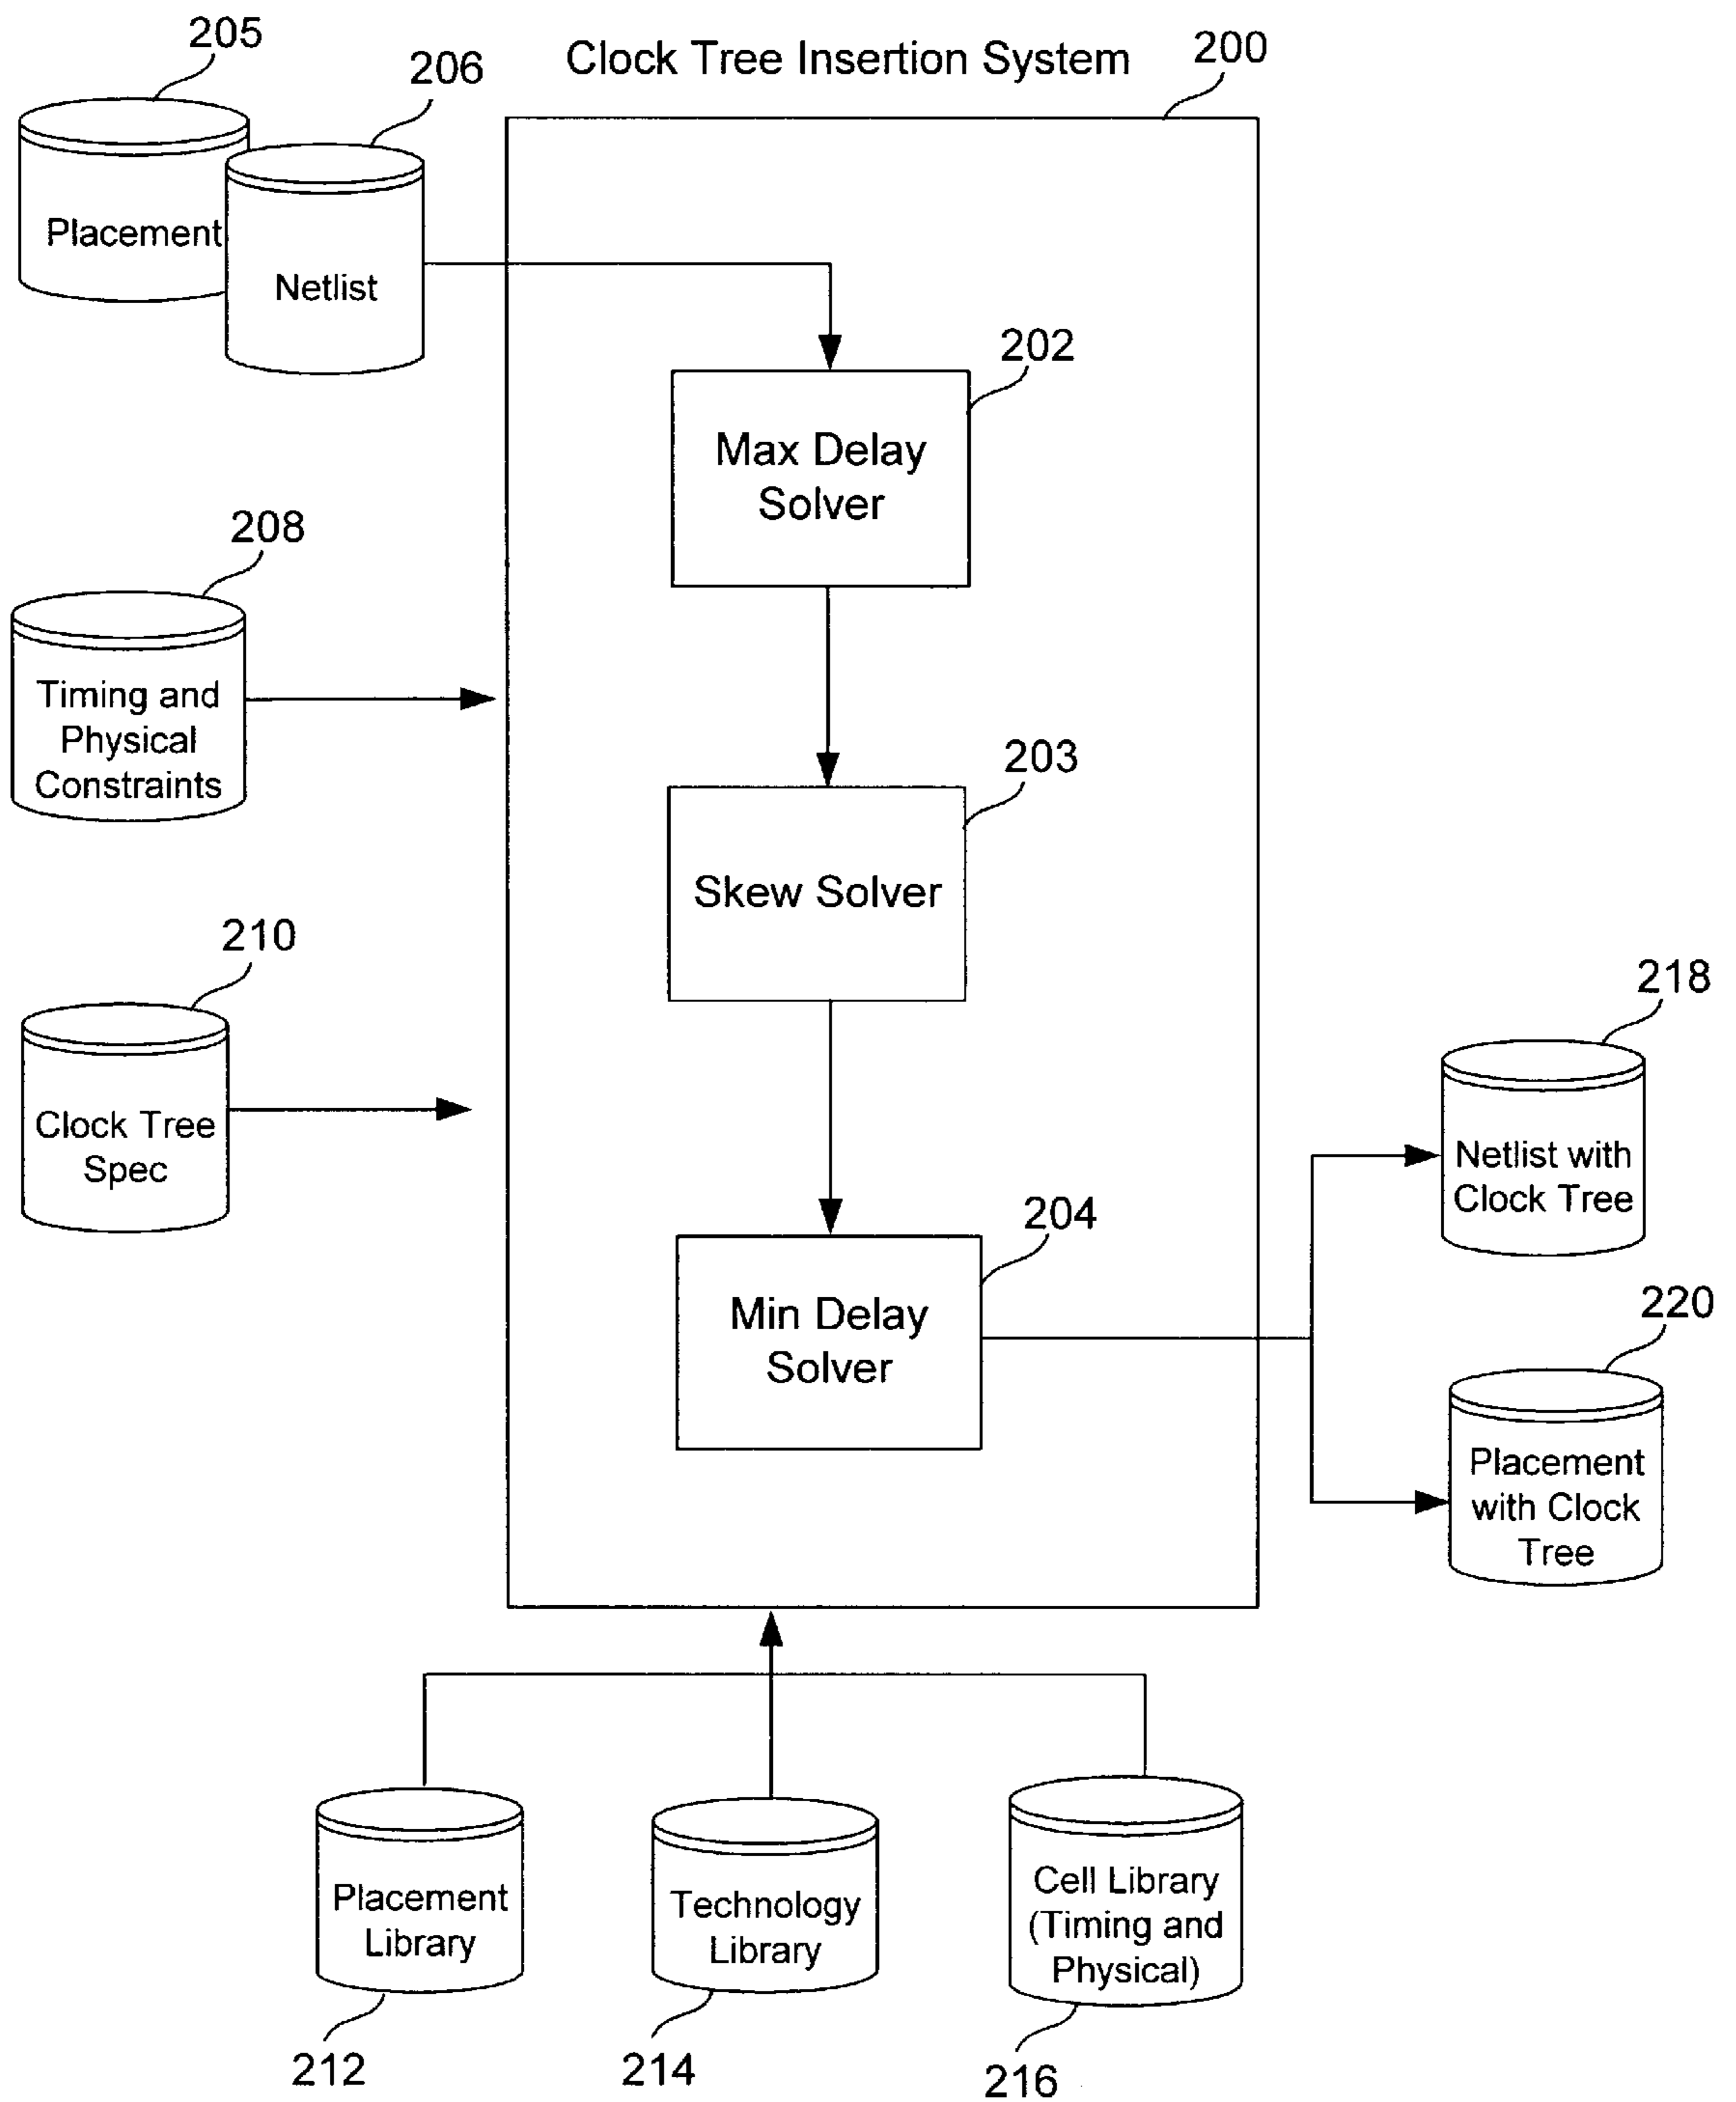 205
206
Clock Tree Insertion System
200
Placement
Netlist
202
Max Delay
Solver
208
Timing and
Physical
Constraints
203
Skew Solver
210
Clock Tree
Spec
218
Netlist with
Clock Tree
204
Min Delay
Solver
220
Placement
with Clock
Tree
Placement
Library
Technology
Library
Cell Library
(Timing and
Physical)
212
214
216